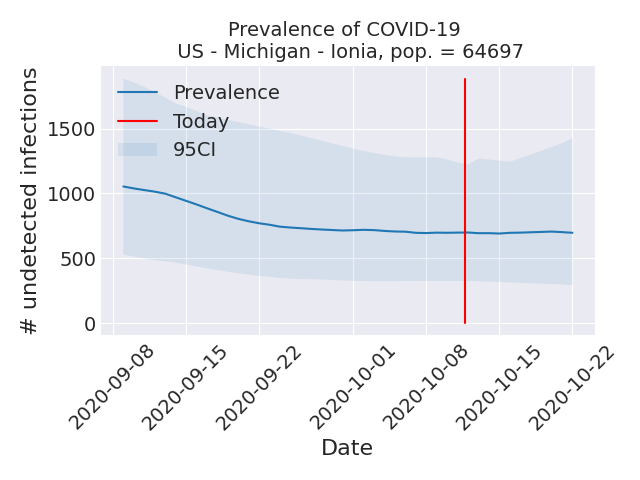 Prevalence of COVID-19
US - Michigan - Ionia, pop. = 64697
# undetected infections
1500
1000
500
0
Prevalence
Today
95CI
2020-09-08
2020-09-15
2020-09-22
2020-10-01
2020-10-08
2020-10-15
2020-10-22
Date